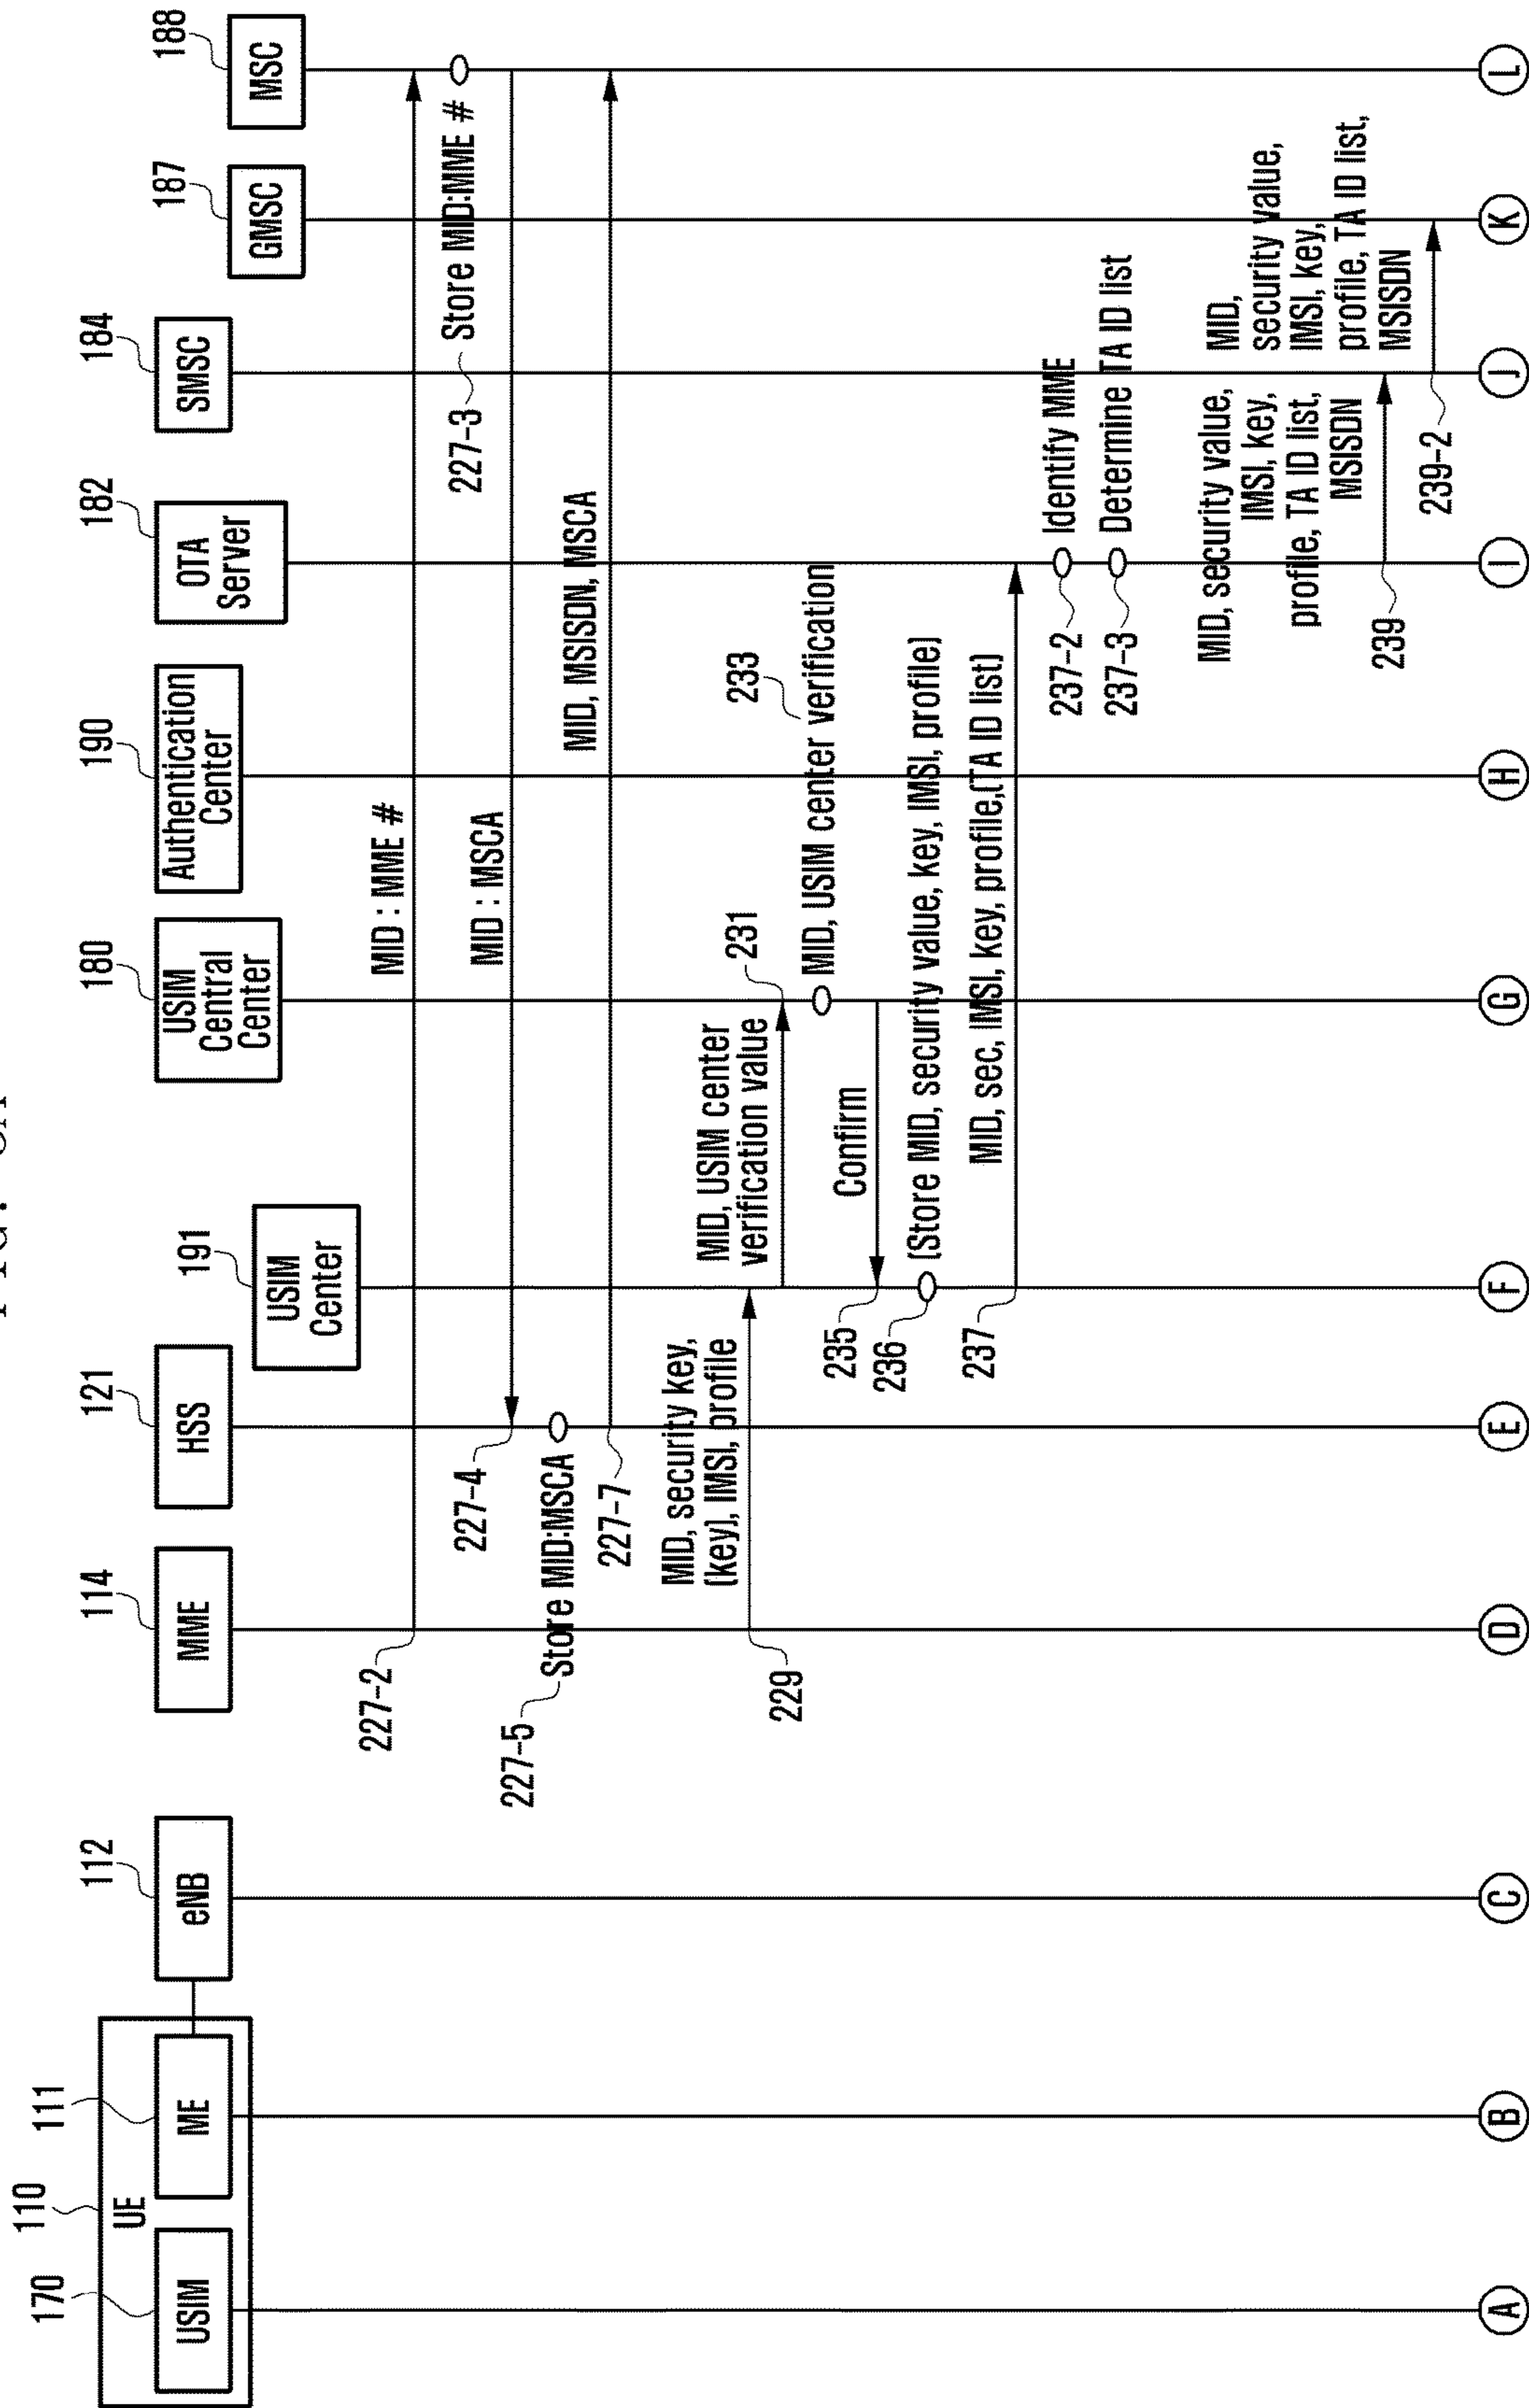 110
170
111
112
114
121
191
180
190
182
184
187
188
UE
USIM
ME
eNB
MME
HSS
USIM
Center
USIM
Central
Center
Authentication
Center
OTA
Server
SMSC
GMSC
MSC
227-2
MID : MME #
227-3
Store MID:MME #
227-4
MID : MSCA
227-5
Store MID:MSCA
227-7
MID, MSISDN, MSCA
MID, security key,
(key), IMSI, profile
229
MID, USIM center
verification value
231
233
MID, USIM center verification
Confirm
235
236
(Store MID, security value, key, IMSI, profile)
237
MID, sec, IMSI, key, profile,(TA ID list)
237-2
Identify MME
237-3
Determine TA ID list
MID, security value,
IMSI, key,
profile, TA ID list,
MSISDN
239
MID,
security value,
IMSI, key,
profile, TA ID list,
MSISDN
239-2
A
B
C
D
E
F
G
H
I
J
K
L